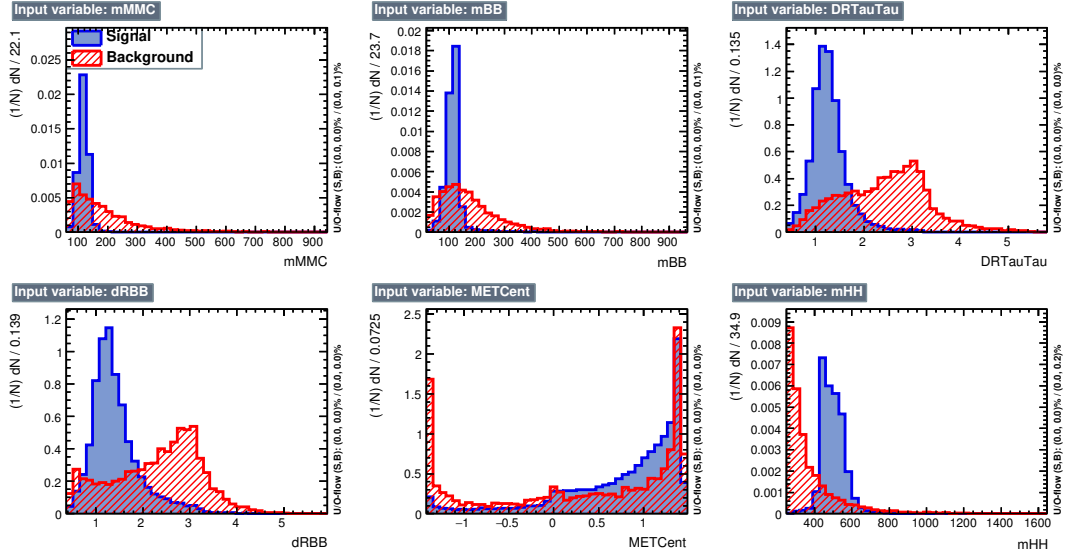 Input variable: mMMC
(1/N) dN / 22.1
0.025
0.02
0.015
0.01
0.005
0
Signal
Background
100 200 300 400 500 600 700 800 900
mMMC
U/O-flow (S,B): (0.0, 0.0)% / (0.0, 0.1)%
Input variable: mBB
(1/N) dN / 23.7
0.02
0.018
0.016
0.014
0.012
0.01
0.008
0.006
0.004
0.002
0
100 200 300 400 500 600 700 800 900
mBB
U/O-flow (S,B): (0.0, 0.0)% / (0.0, 0.1)%
Input variable: DRTauTau
(1/N) dN / 0.135
1.4
1.2
1
0.8
0.6
0.4
0.2
0
1 2 3 4 5
DRTauTau
U/O-flow (S,B): (0.0, 0.0)% / (0.0, 0.0)%
Input variable: dRBB
(1/N) dN / 0.139
1.2
1
0.8
0.6
0.4
0.2
0
1 2 3 4 5
dRBB
U/O-flow (S,B): (0.0, 0.0)% / (0.0, 0.0)%
Input variable: METCent
(1/N) dN / 0.0725
2.5
2
1.5
1
0.5
0
−1 −0.5 0 0.5 1
METCent
U/O-flow (S,B): (0.0, 0.0)% / (0.0, 0.0)%
Input variable: mHH
(1/N) dN / 34.9
0.009
0.008
0.007
0.006
0.005
0.004
0.003
0.002
0.001
0
400 600 800 1000 1200 1400 1600
mHH
U/O-flow (S,B): (0.0, 0.0)% / (0.0, 0.2)%